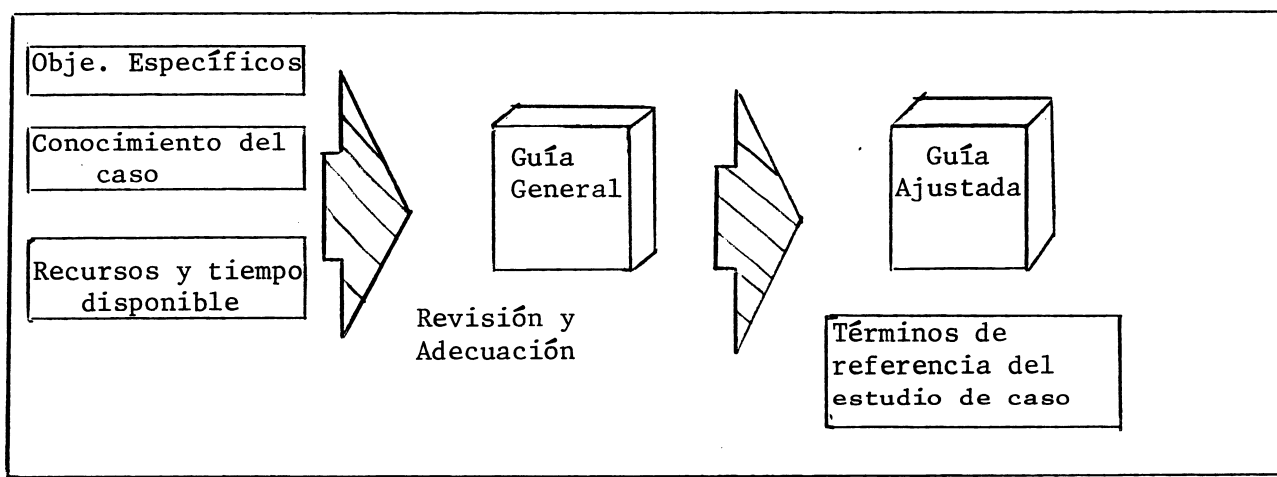 Obje. Específicos
Conocimiento del
caso
Recursos y tiempo
disponible
Guía
General
Revisión y
Adecuación
Guía
Ajustada
Términos de
referencia del
estudio de caso